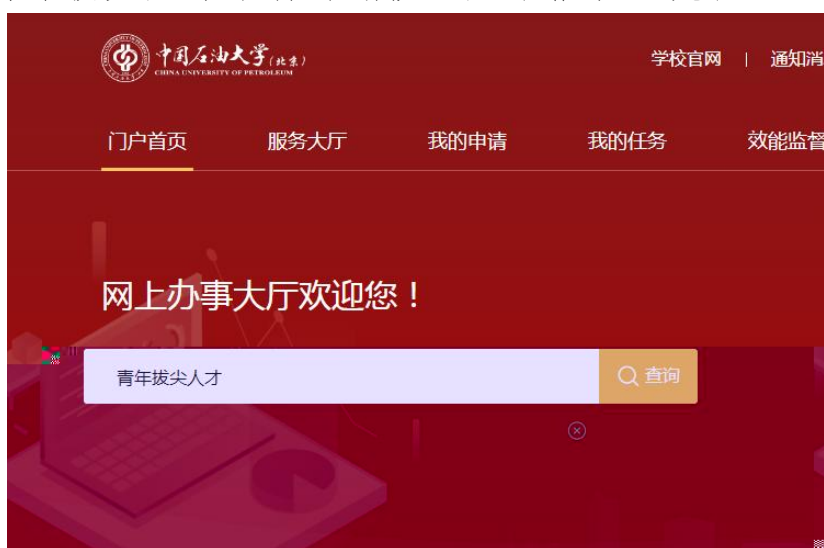 中国石油大学(北京)
CHINA UNIVERSITY OF PETROLEUM
学校官网 | 通知消
门户首页 服务大厅 我的申请 我的任务 效能监督
网上办事大厅欢迎您！
青年拔尖人才 查询